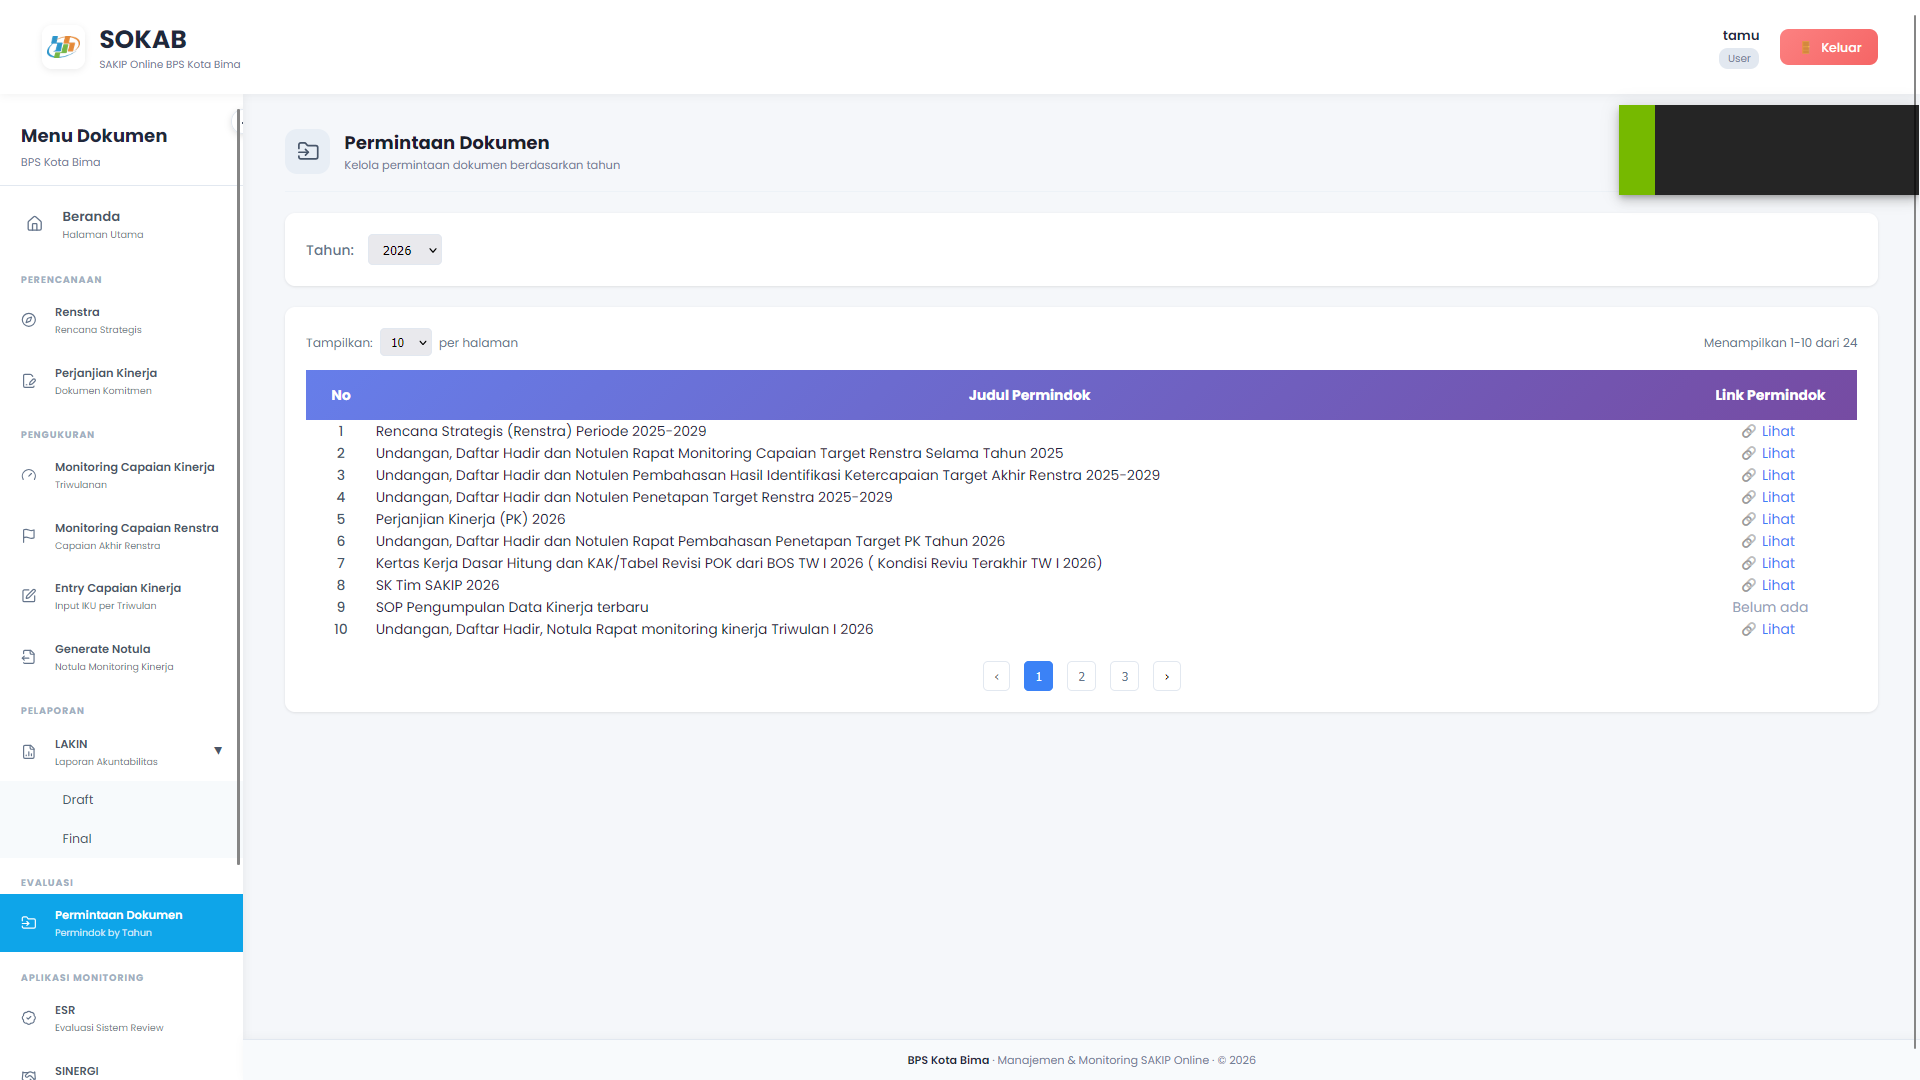 SOKAB
SAKIP Online BPS Kota Bima
tamu
User
Keluar
Menu Dokumen
BPS Kota Bima
Beranda
Halaman Utama
PERENCANAAN
Renstra
Rencana Strategis
Perjanjian Kinerja
Dokumen Komitmen
PENGUKURAN
Monitoring Capaian Kinerja
Triwulanan
Monitoring Capaian Renstra
Capaian Akhir Renstra
Entry Capaian Kinerja
Input IKU per Triwulan
Generate Notula
Notula Monitoring Kinerja
PELAPORAN
LAKIN
Laporan Akuntabilitas
Draft
Final
EVALUASI
Permintaan Dokumen
Permindok by Tahun
APLIKASI MONITORING
ESR
Evaluasi Sistem Review
SINERGI
Permintaan Dokumen
Kelola permintaan dokumen berdasarkan tahun
Tahun: 2026
Tampilkan: 10 per halaman
Menampilkan 1-10 dari 24
No Judul Permindok Link Permindok
1 Rencana Strategis (Renstra) Periode 2025-2029 Lihat
2 Undangan, Daftar Hadir dan Notulen Rapat Monitoring Capaian Target Renstra Selama Tahun 2025 Lihat
3 Undangan, Daftar Hadir dan Notulen Pembahasan Hasil Identifikasi Ketercapaian Target Akhir Renstra 2025-2029 Lihat
4 Undangan, Daftar Hadir dan Notulen Penetapan Target Renstra 2025-2029 Lihat
5 Perjanjian Kinerja (PK) 2026 Lihat
6 Undangan, Daftar Hadir dan Notulen Rapat Pembahasan Penetapan Target PK Tahun 2026 Lihat
7 Kertas Kerja Dasar Hitung dan KAK/Tabel Revisi POK dari BOS TW I 2026 ( Kondisi Reviu Terakhir TW I 2026) Lihat
8 SK Tim SAKIP 2026 Lihat
9 SOP Pengumpulan Data Kinerja terbaru Belum ada
10 Undangan, Daftar Hadir, Notula Rapat monitoring kinerja Triwulan I 2026 Lihat
‹ 1 2 3 ›
BPS Kota Bima · Manajemen & Monitoring SAKIP Online · © 2026